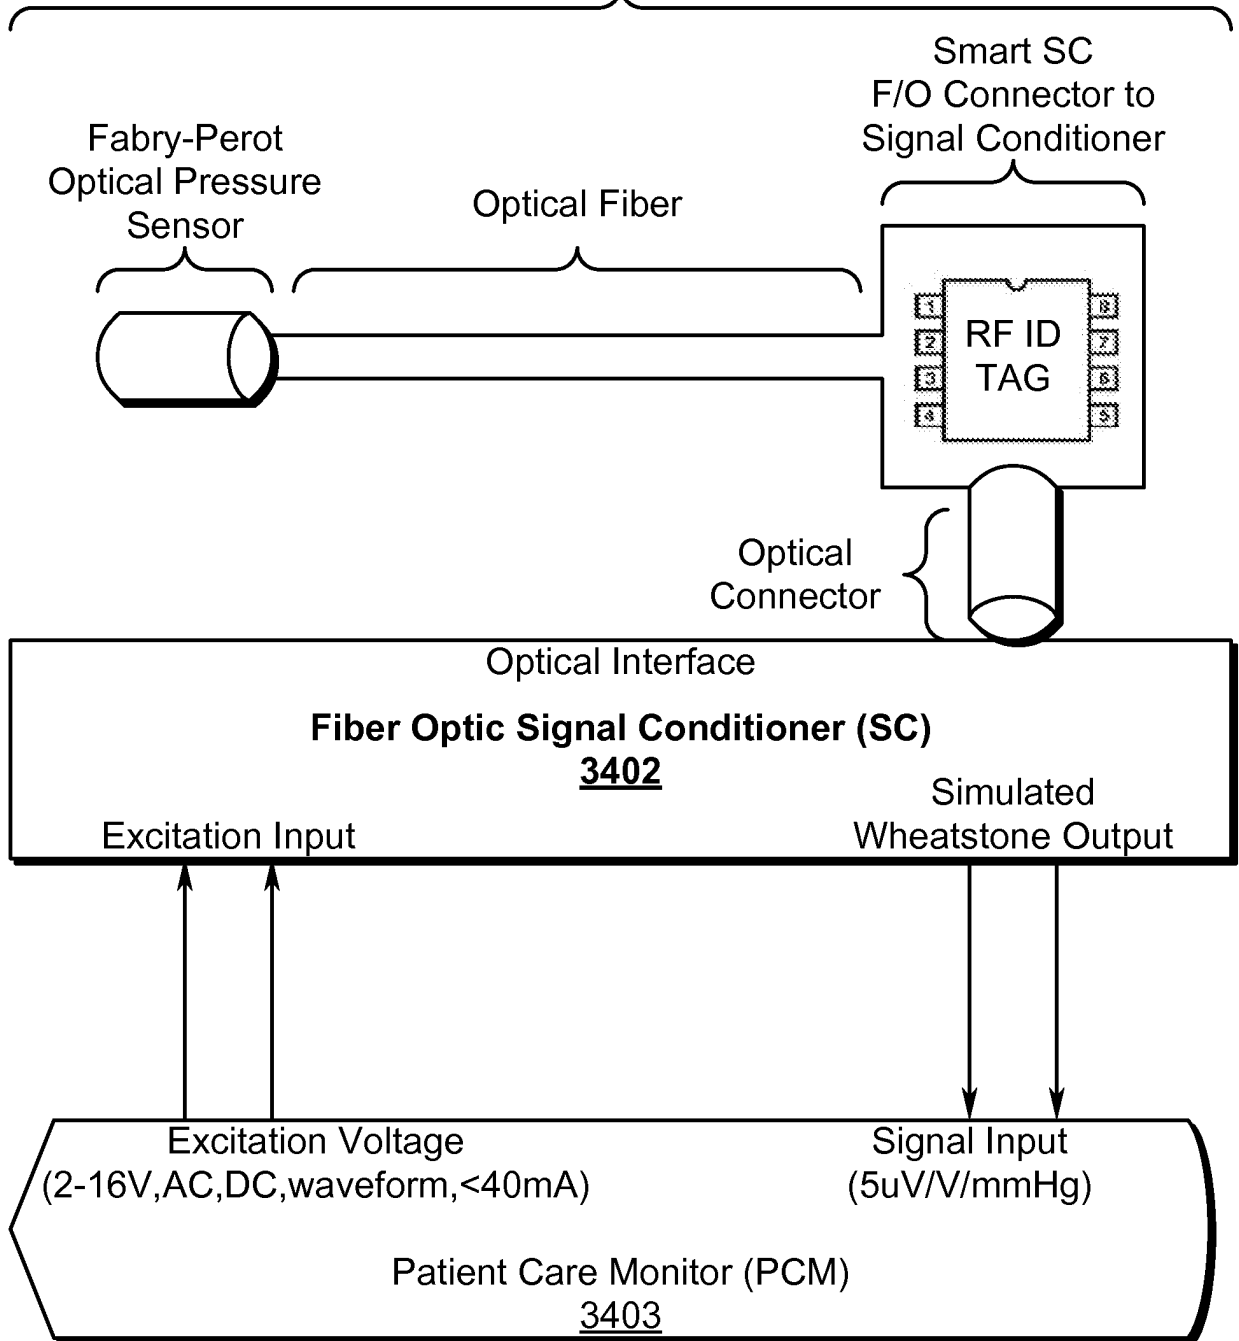 Smart SC
F/O Connector to
Signal Conditioner
Fabry-Perot
Optical Pressure
Sensor
Optical Fiber
1
8
2
7
3
6
4
5
RF ID
TAG
Optical
Connector
Optical Interface
Fiber Optic Signal Conditioner (SC)
3402
Excitation Input
Simulated
Wheatstone Output
Excitation Voltage
(2-16V,AC,DC,waveform,<40mA)
Signal Input
(5uV/V/mmHg)
Patient Care Monitor (PCM)
3403